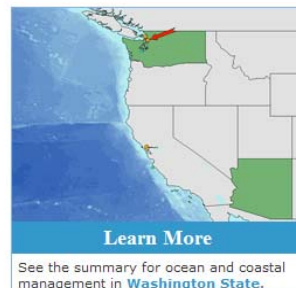 Learn More
See the summary for ocean and coastal
management in Washington State.